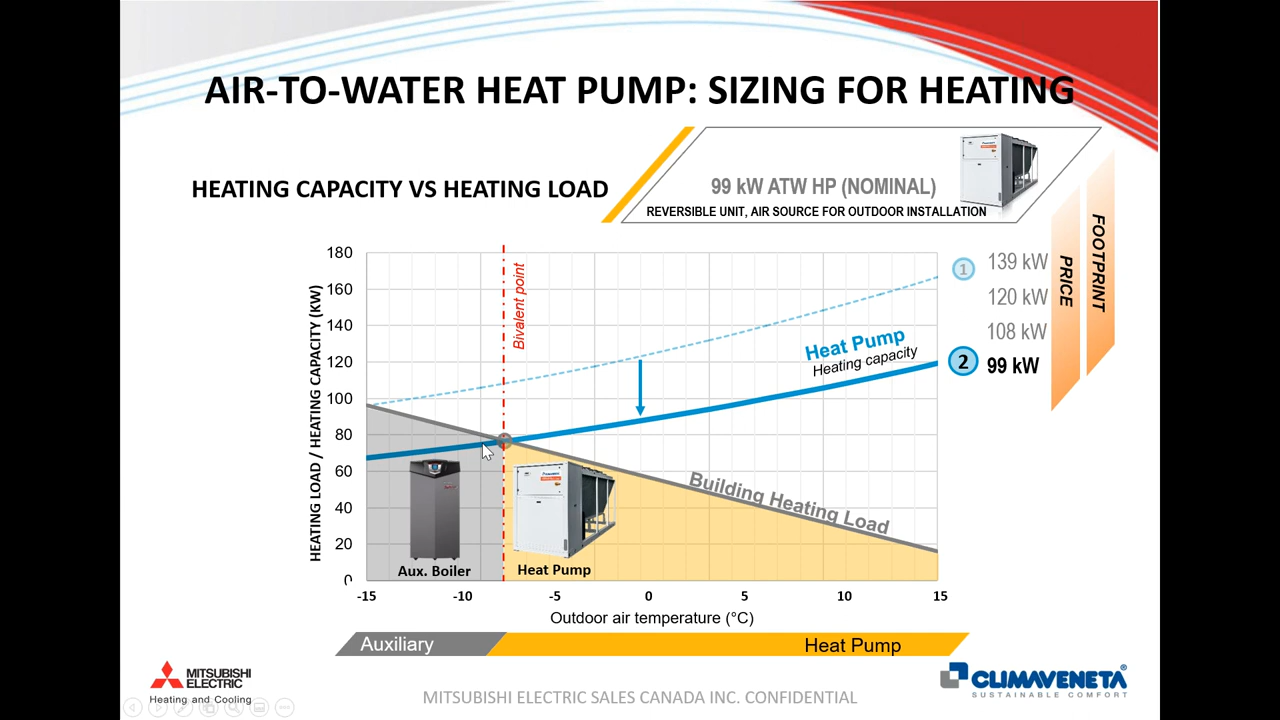 AIR-TO-WATER HEAT PUMP: SIZING FOR HEATING
HEATING CAPACITY VS HEATING LOAD
99 kW ATW HP (NOMINAL)
REVERSIBLE UNIT, AIR SOURCE FOR OUTDOOR INSTALLATION
HEATING LOAD / HEATING CAPACITY (KW)
180
160
140
120
100
80
60
40
20
0
Bivalent point
Heat Pump
Heating capacity
Building Heating Load
Aux. Boiler
Heat Pump
1
139 kW
120 kW
108 kW
2
99 kW
PRICE
FOOTPRINT
-15
-10
-5
0
5
10
15
Outdoor air temperature (°C)
Auxiliary
Heat Pump
MITSUBISHI
ELECTRIC
Heating and Cooling
MITSUBISHI ELECTRIC SALES CANADA INC. CONFIDENTIAL
CLIMAVENETA
SUSTAINABLE COMFORT